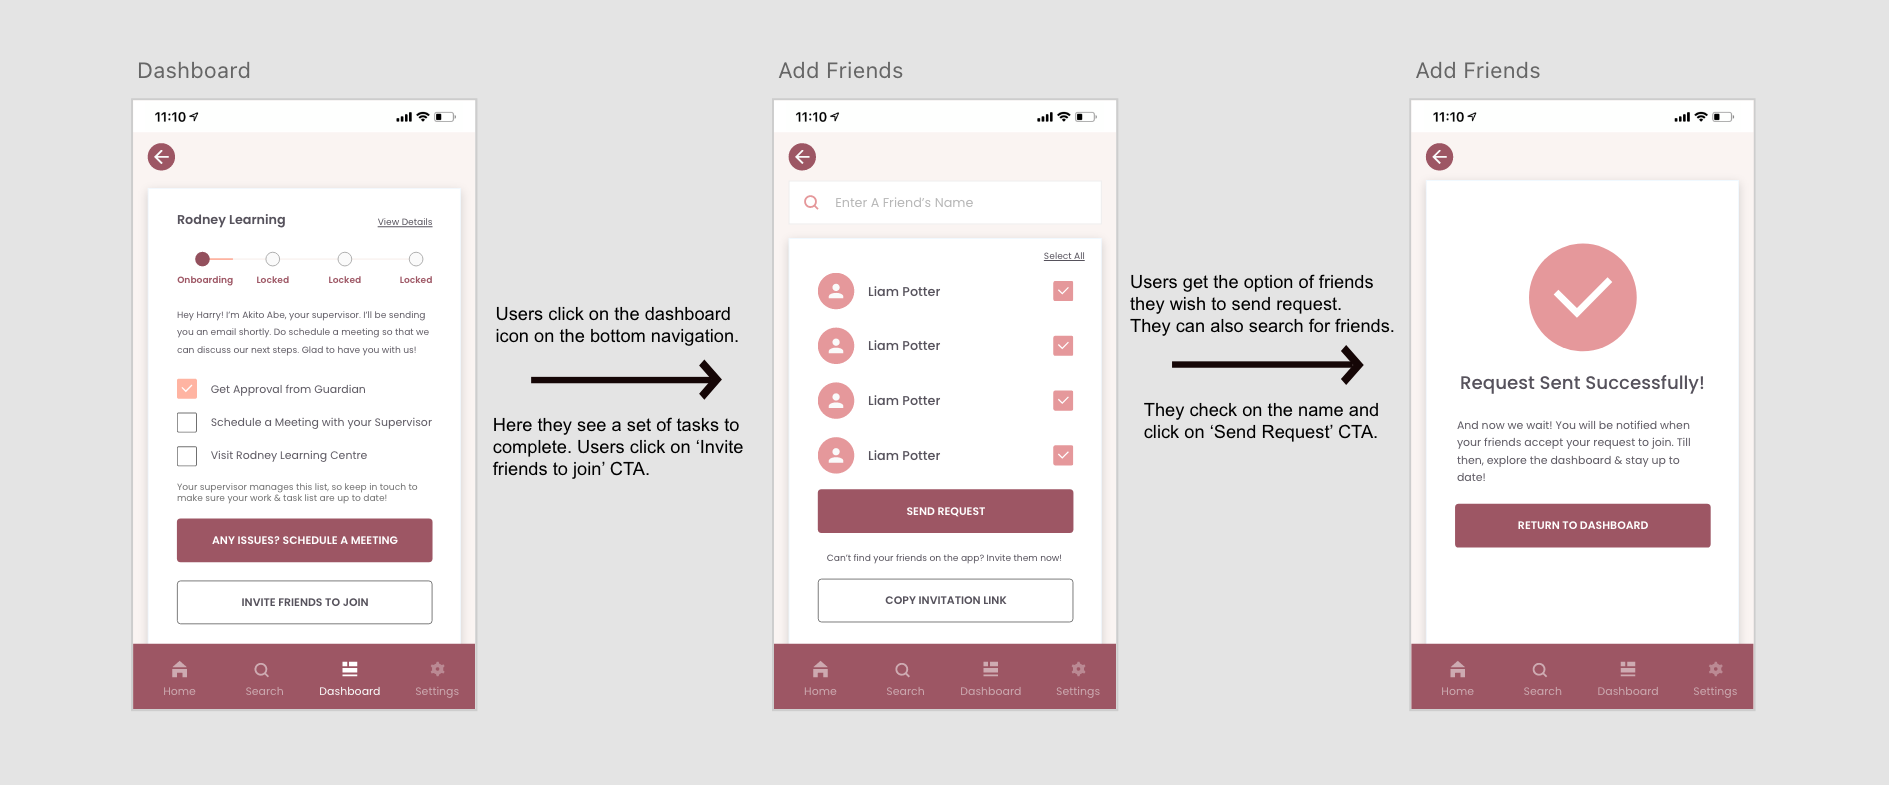 Dashboard
11:10
Rodney Learning
View Details
Onboarding
Locked
Locked
Locked
Hey Harry! I'm Akito Abe, your supervisor. I'll be sending
you an email shortly. Do schedule a meeting so that we
can discuss our next steps. Glad to have you with us!
Get Approval from Guardian
Schedule a Meeting with your Supervisor
Visit Rodney Learning Centre
Your supervisor manages this list, so keep in touch to
make sure your work & task list are up to date!
ANY ISSUES? SCHEDULE A MEETING
INVITE FRIENDS TO JOIN
Home
Search
Dashboard
Settings
Users click on the dashboard
icon on the bottom navigation.
Here they see a set of tasks to
complete. Users click on ‘Invite
friends to join’ CTA.
Add Friends
11:10
Enter A Friend's Name
Select All
Liam Potter
Liam Potter
Liam Potter
Liam Potter
SEND REQUEST
Can't find your friends on the app? Invite them now!
COPY INVITATION LINK
Home
Search
Dashboard
Settings
Users get the option of friends
they wish to send request.
They can also search for friends.
They check on the name and
click on ‘Send Request’ CTA.
Add Friends
11:10
Request Sent Successfully!
And now we wait! You will be notified when
your friends accept your request to join. Till
then, explore the dashboard & stay up to
date!
RETURN TO DASHBOARD
Home
Search
Dashboard
Settings